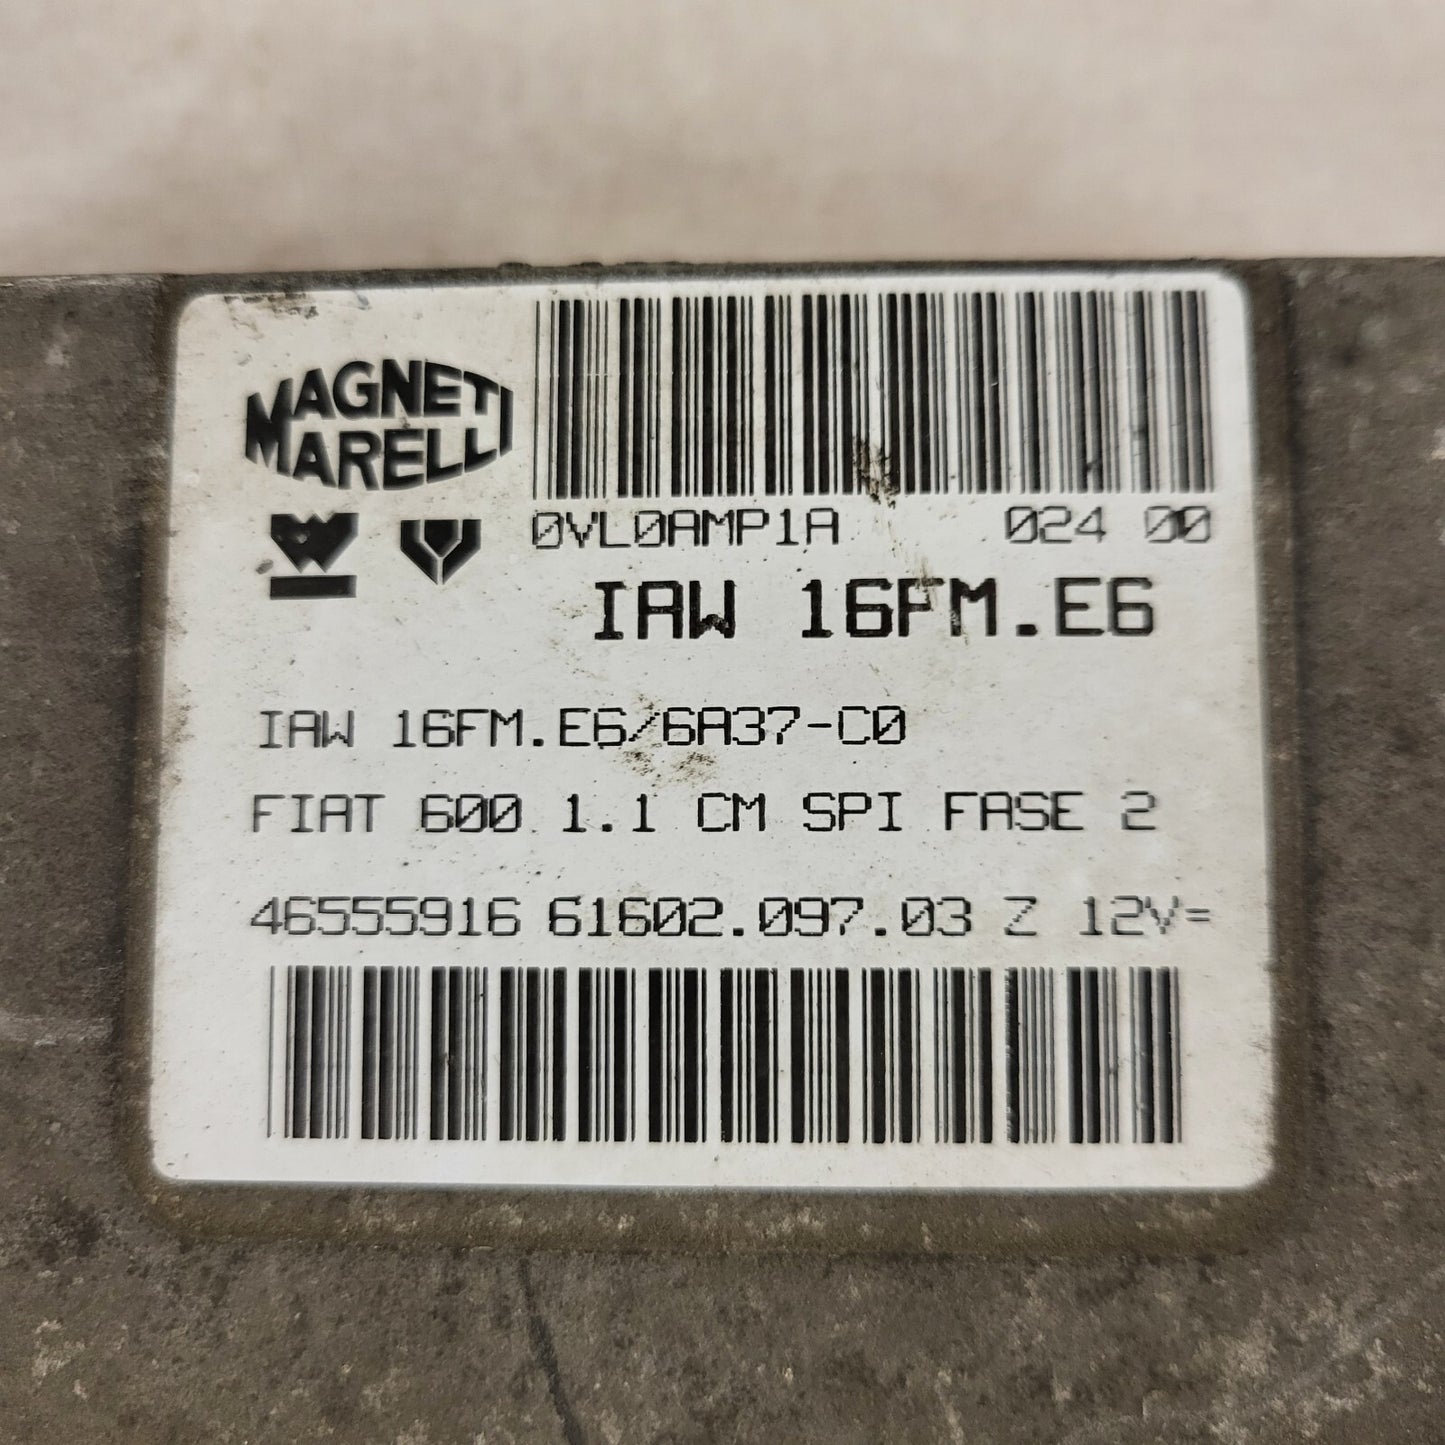 MAGNETI
MARELLI
0VL0AMP1A 024 00
IAW 16FM.E6
IAW 16FM.E6/6A37-C0
FIAT 600 1.1 CM SPI FASE 2
46555916 61602.097.03 Z 12V=